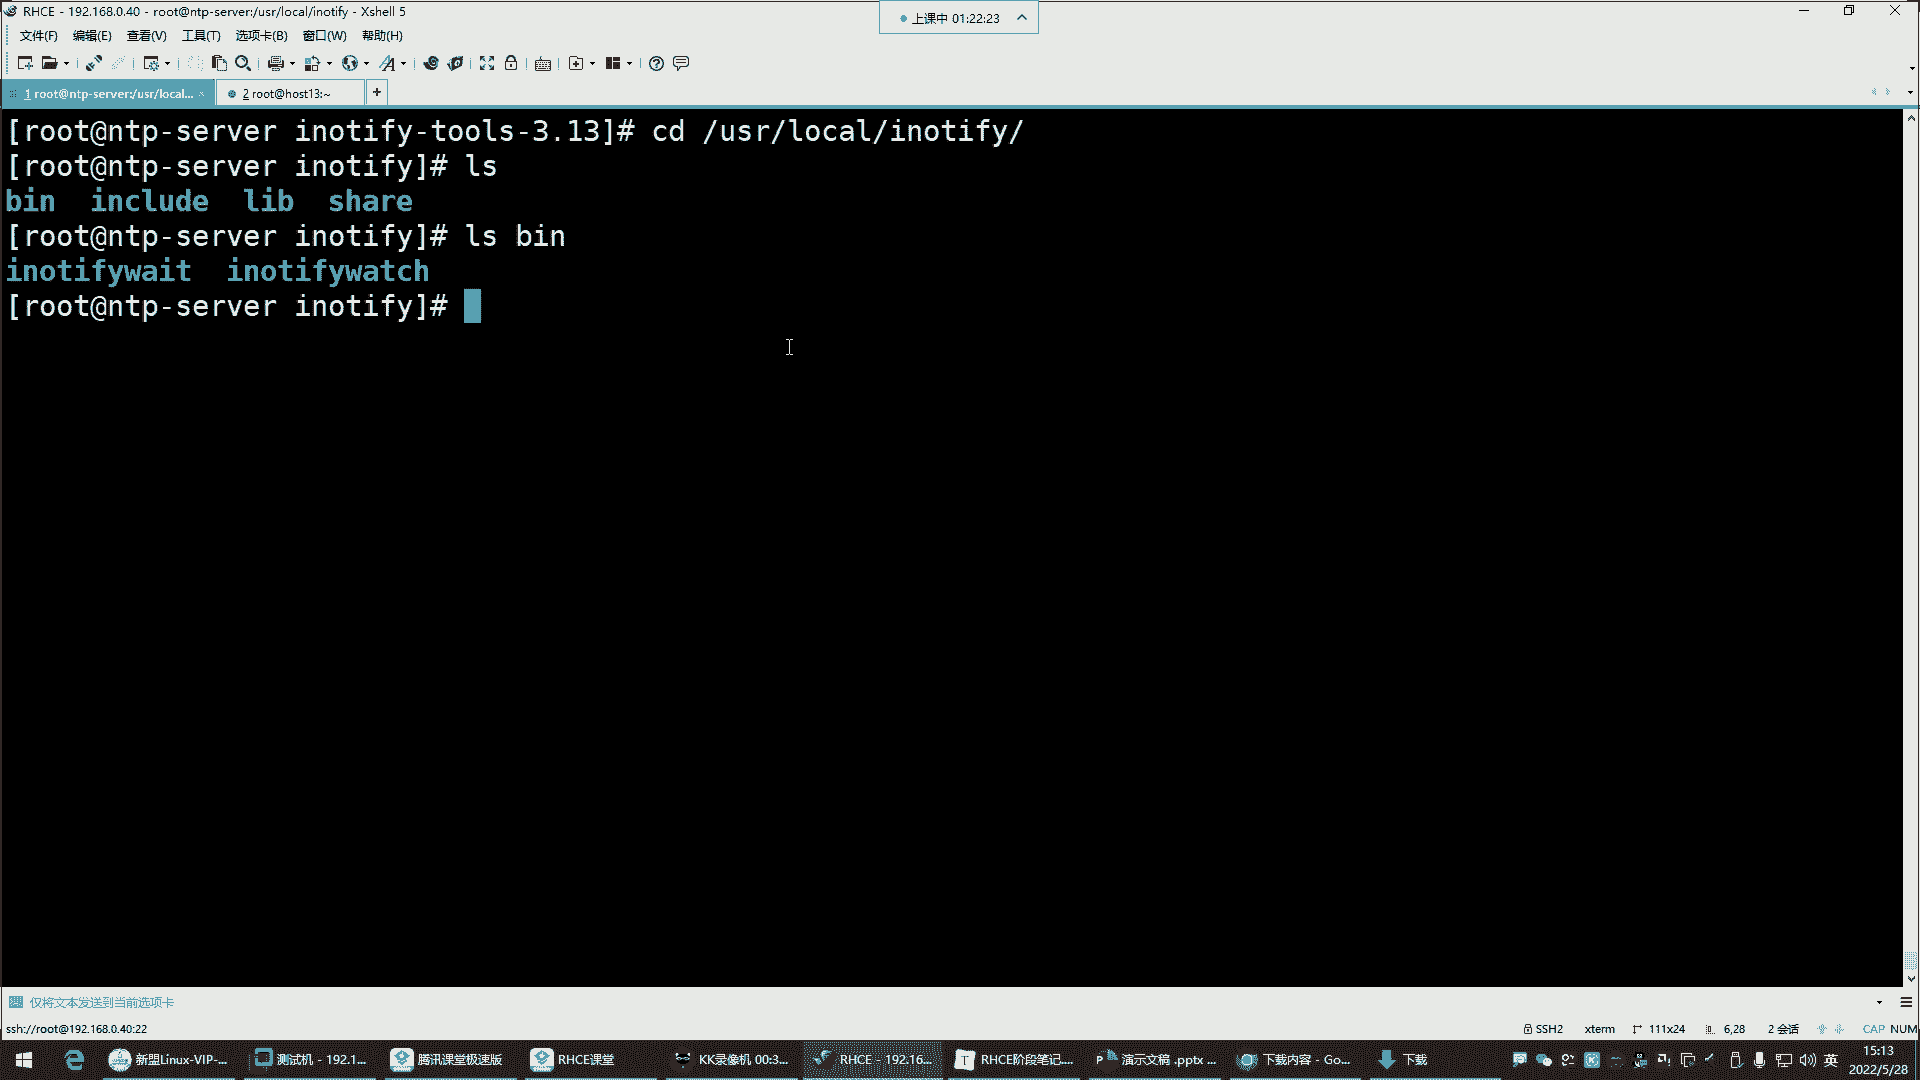 RHCE - 192.168.0.40 - root@ntp-server:/usr/local/inotify - Xshell 5
上课中 01:22:23
文件(F) 编辑(E) 查看(V) 工具(T) 选项卡(B) 窗口(W) 帮助(H)
1 root@ntp-server:/usr/local... 2 root@host13:~ +
[root@ntp-server inotify-tools-3.13]# cd /usr/local/inotify/
[root@ntp-server inotify]# ls
bin include lib share
[root@ntp-server inotify]# ls bin
inotifywait inotifywatch
[root@ntp-server inotify]#
仅将文本发送到当前选项卡
ssh://root@192.168.0.40:22 SSH2 xterm 111x24 6,28 2 会话 CAP NUM
新盟Linux-VIP-... 测试机 - 192.1... 腾讯课堂极速版 RHCE课堂 KK录像机 00:3... RHCE - 192.16... RHCE阶段笔记.... 演示文稿 .pptx ... 下载内容 - Go... 下载 英 15:13
2022/5/28